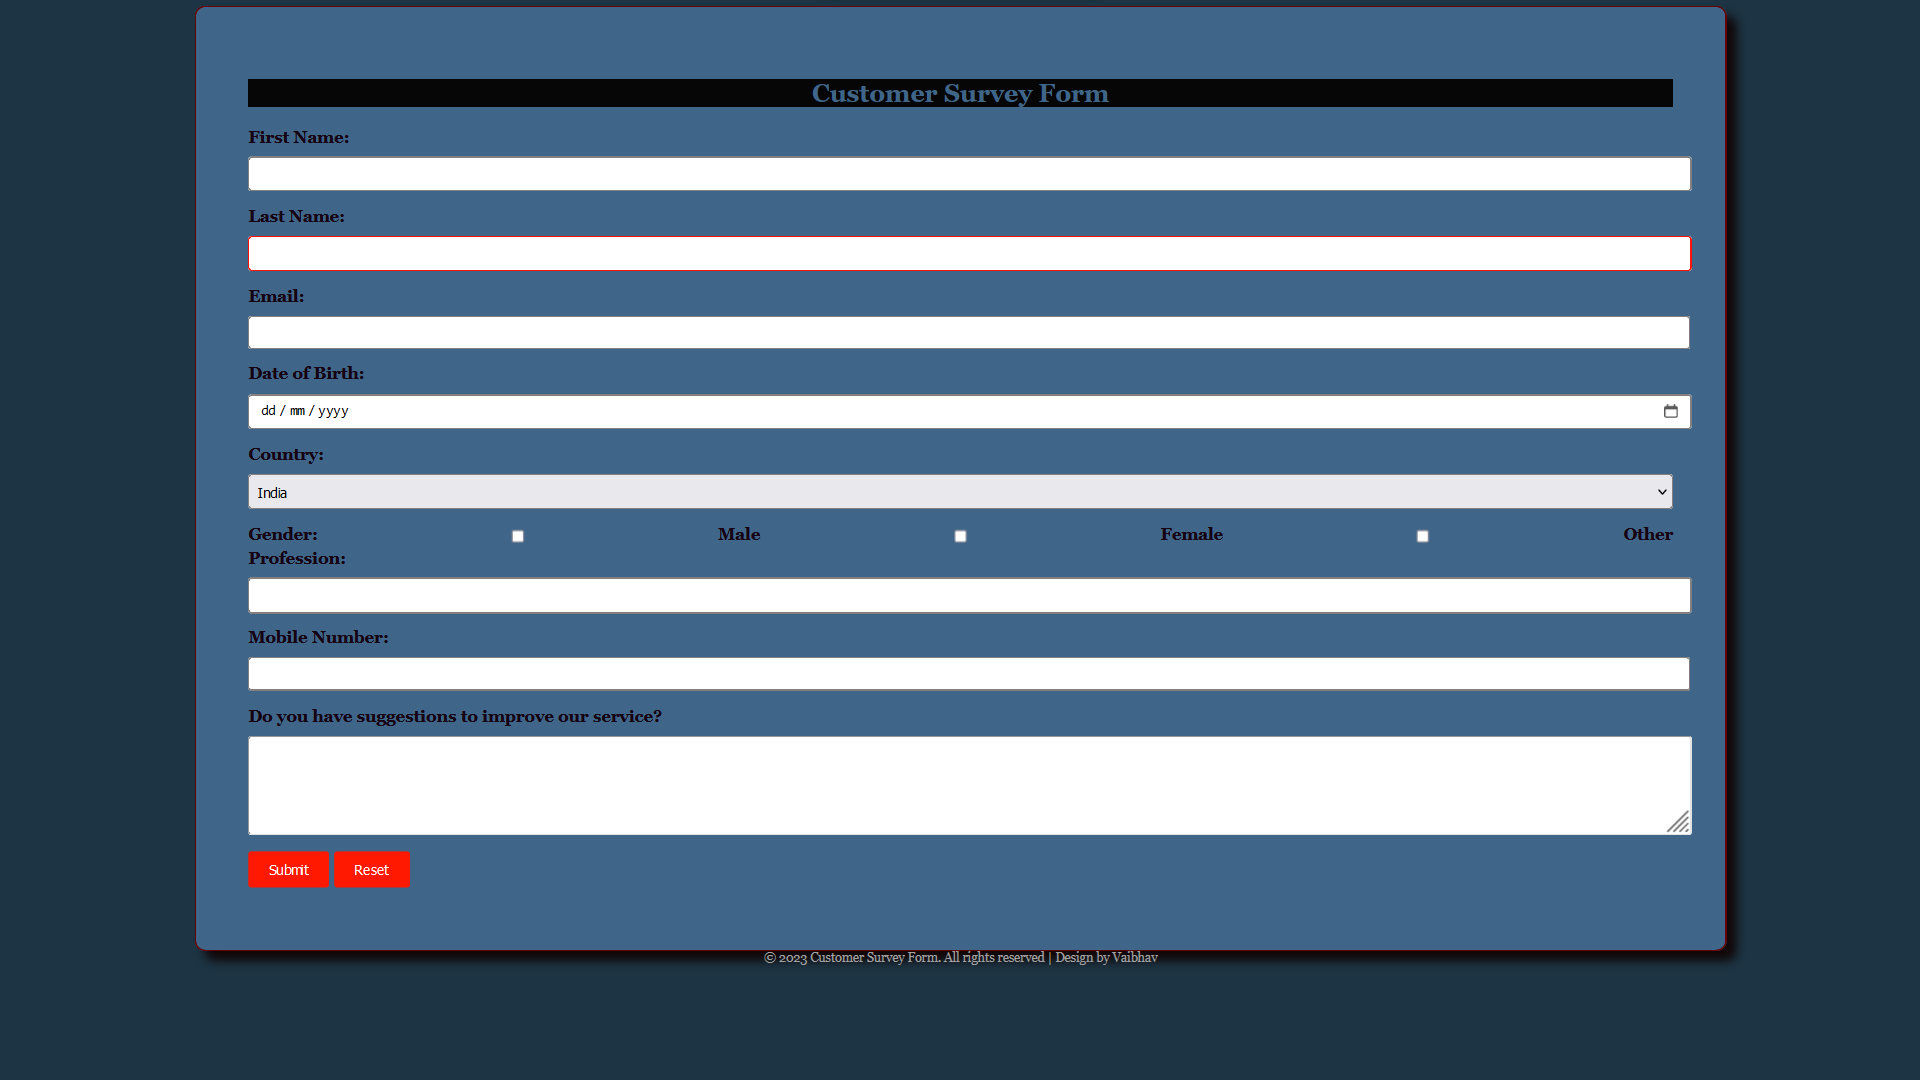 Customer Survey Form
First Name:
Last Name:
Email:
Date of Birth:
dd / mm / yyyy
Country:
India
Gender: Male Female Other
Profession:
Mobile Number:
Do you have suggestions to improve our service?
Submit Reset
© 2023 Customer Survey Form. All rights reserved | Design by Vaibhav